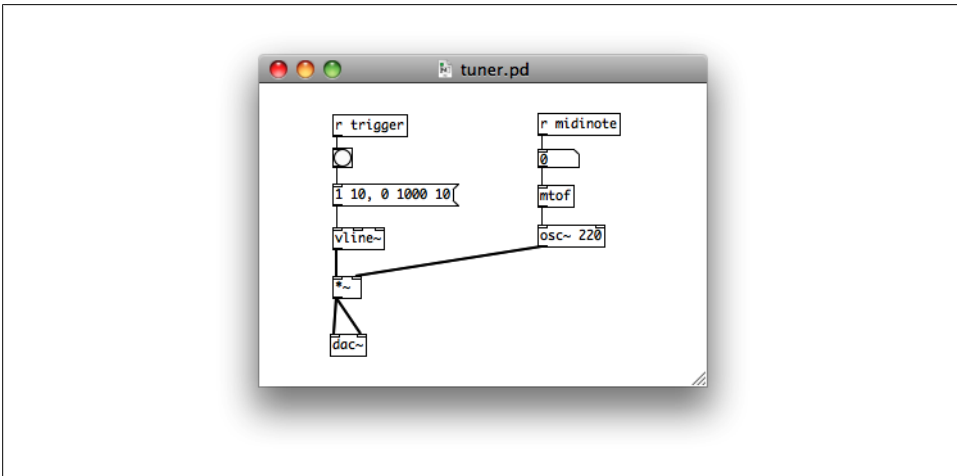 tuner.pd
r trigger
1 10, 0 1000 10
vline~
*~
dac~
r midinote
0
mtof
osc~ 220